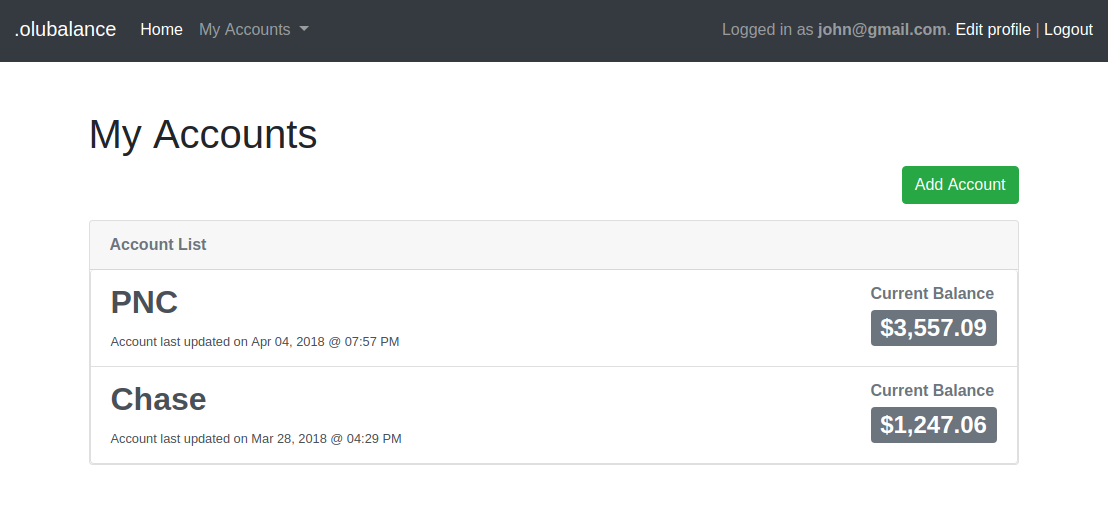 .olubalance Home My Accounts Logged in as john@gmail.com. Edit profile | Logout
My Accounts
Add Account
Account List
PNC
Current Balance
$3,557.09
Account last updated on Apr 04, 2018 @ 07:57 PM
Chase
Current Balance
$1,247.06
Account last updated on Mar 28, 2018 @ 04:29 PM